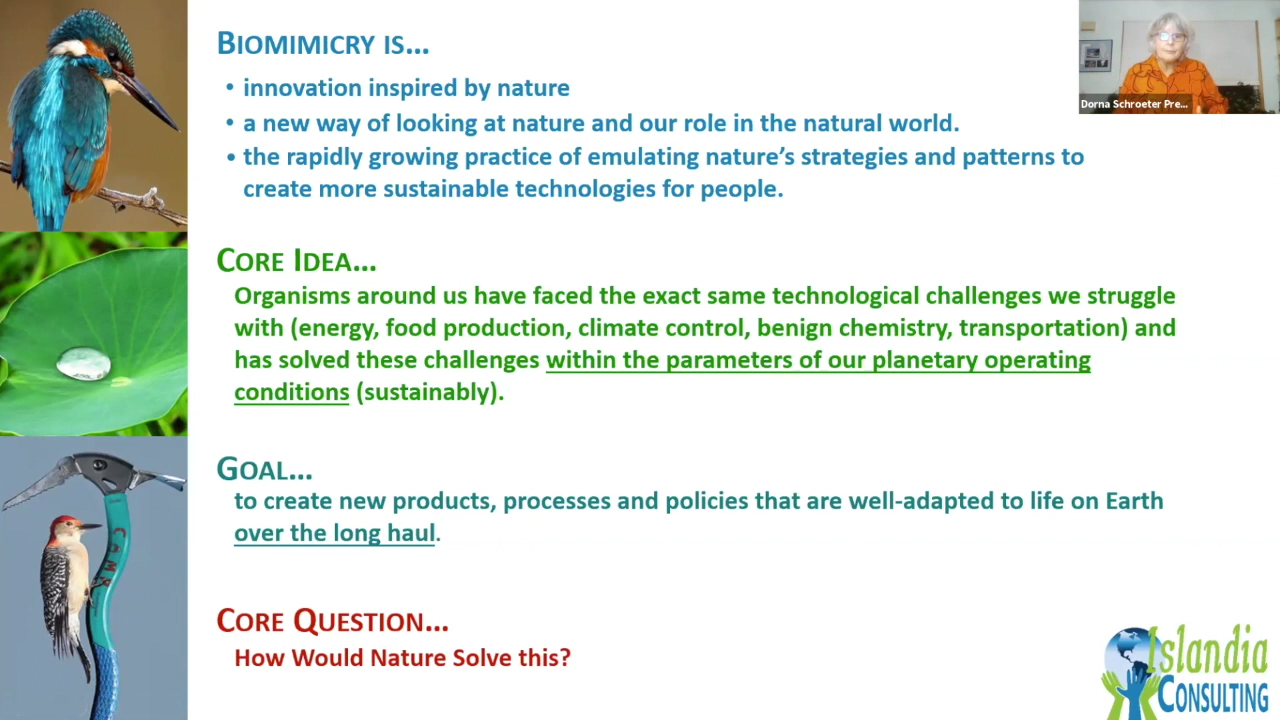 BIOMIMICRY IS...
• innovation inspired by nature
• a new way of looking at nature and our role in the natural world.
• the rapidly growing practice of emulating nature's strategies and patterns to
create more sustainable technologies for people.
Dorna Schroeter Pre...
CORE IDEA...
Organisms around us have faced the exact same technological challenges we struggle
with (energy, food production, climate control, benign chemistry, transportation) and
has solved these challenges within the parameters of our planetary operating
conditions (sustainably).
GOAL...
to create new products, processes and policies that are well-adapted to life on Earth
over the long haul.
CAMP
CORE QUESTION...
How Would Nature Solve this?
Islandia
CONSULTING